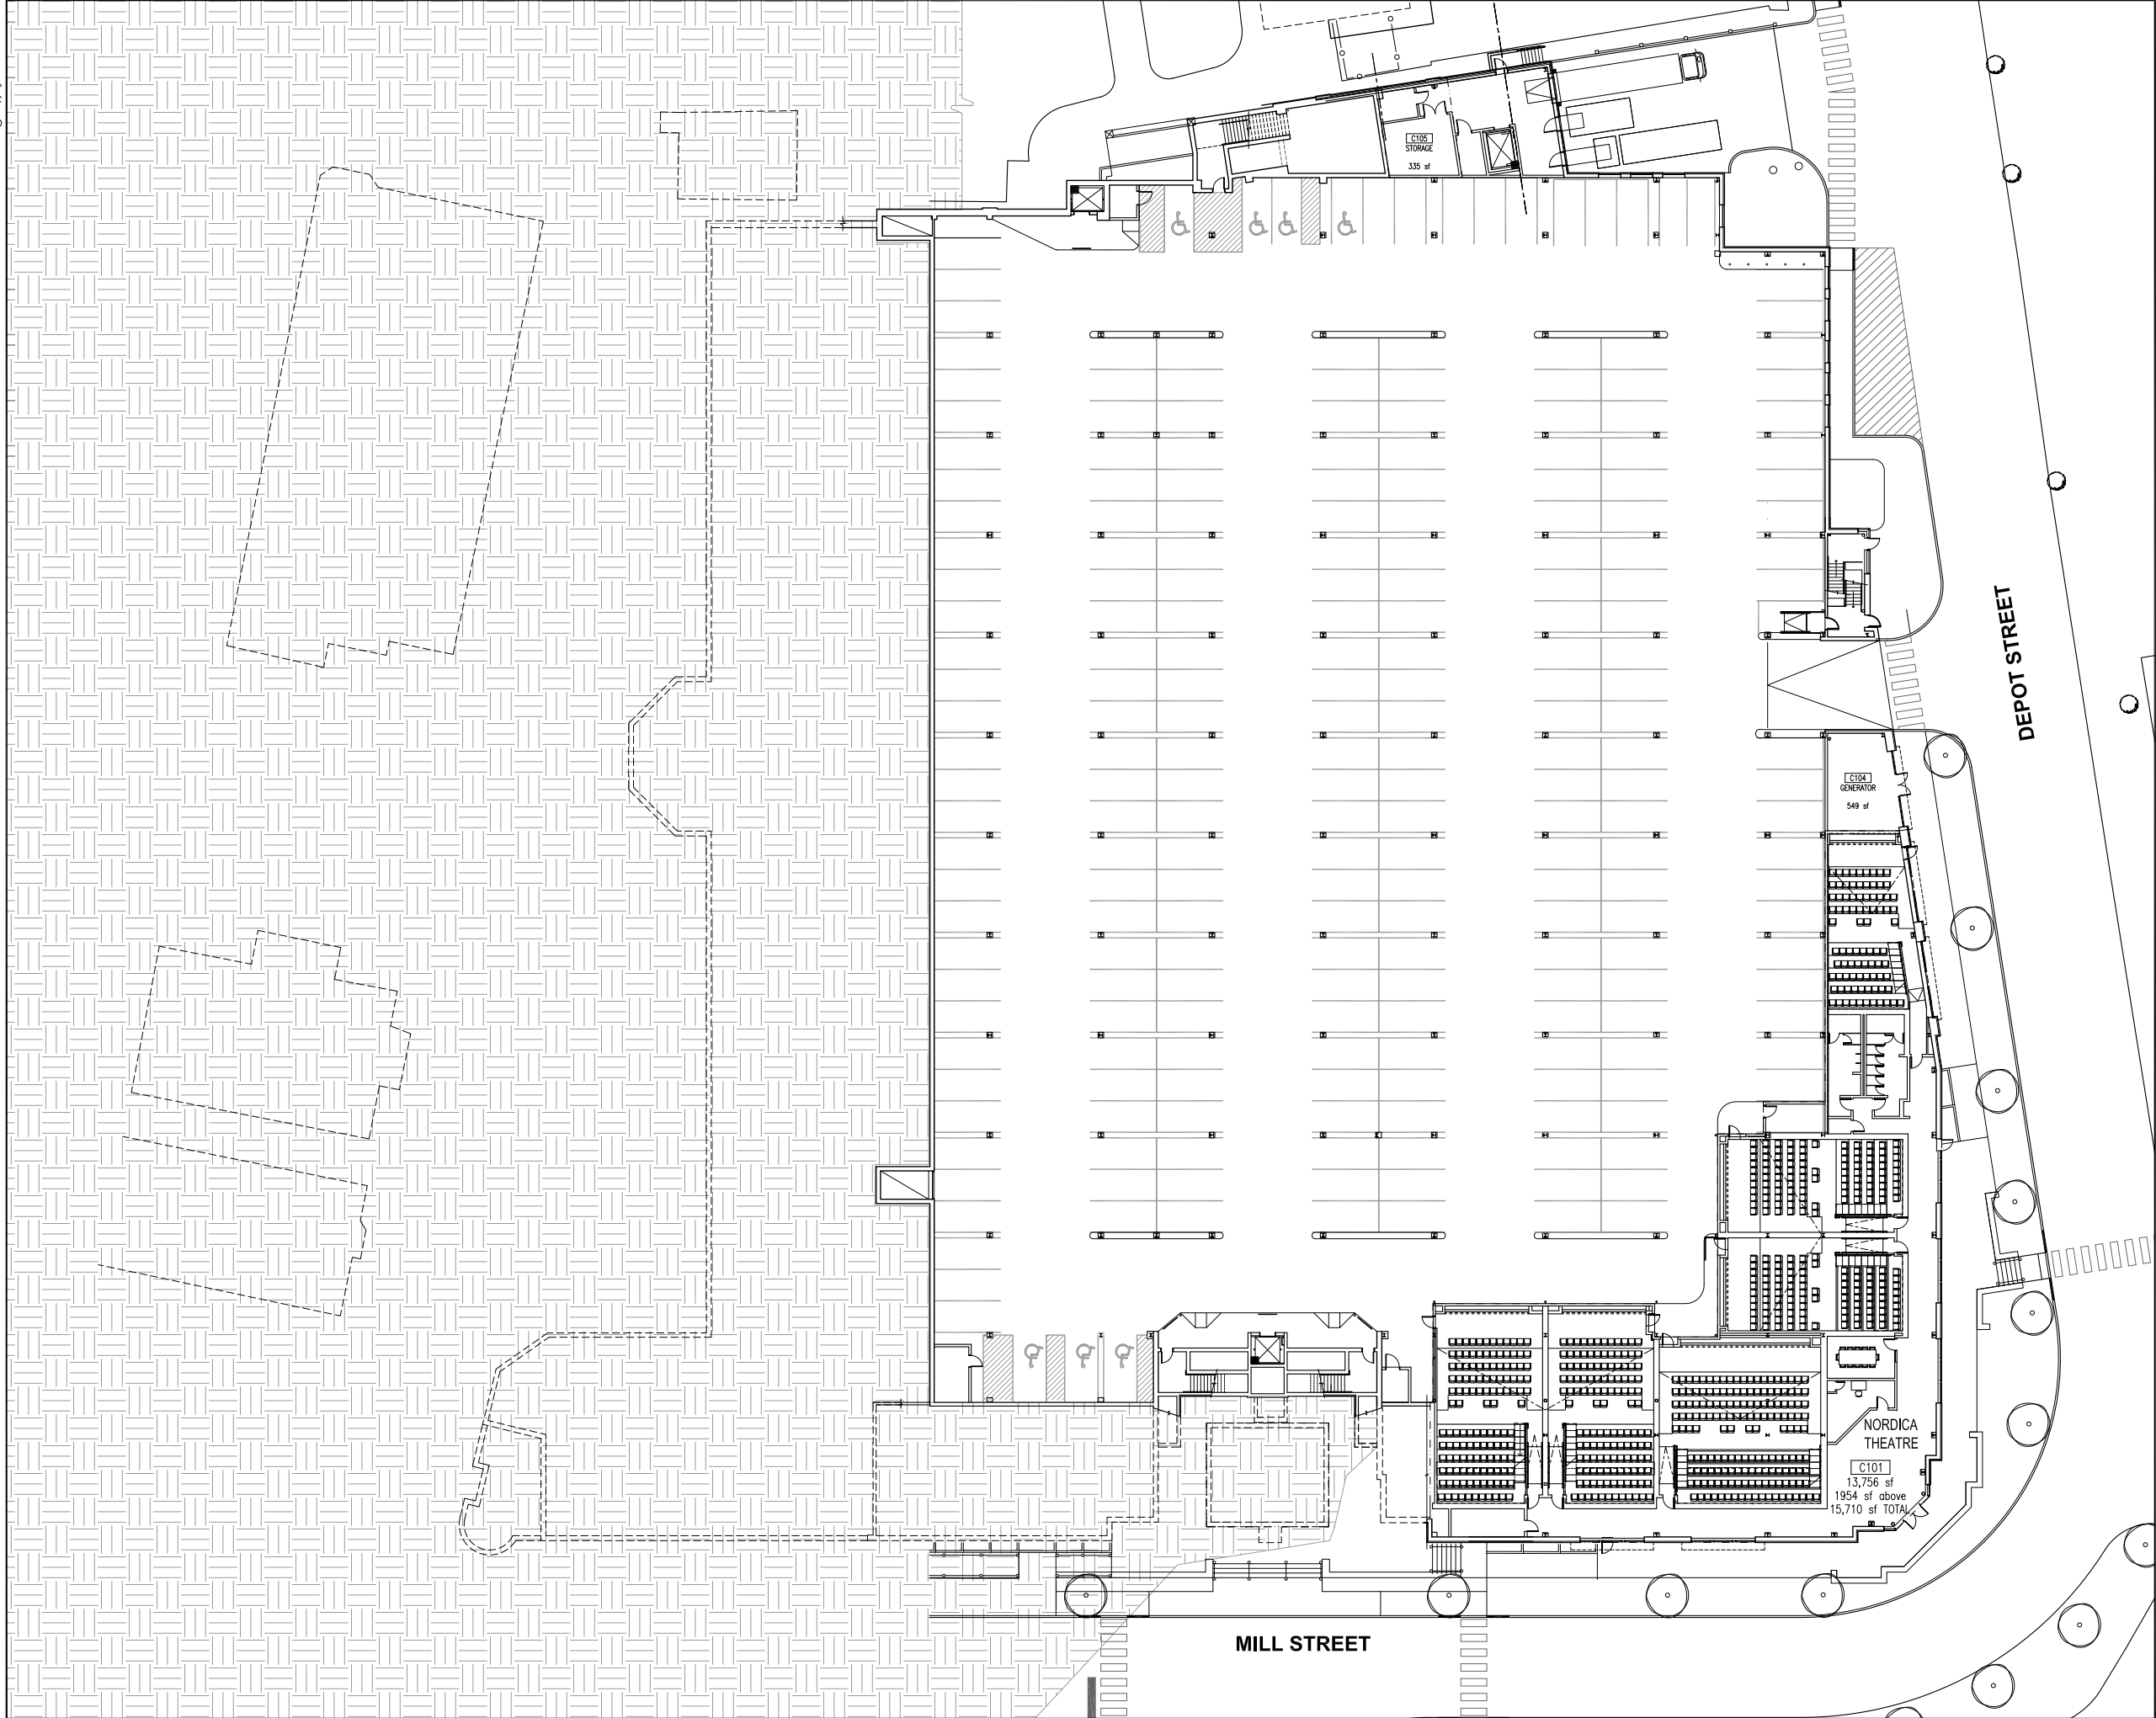 C105
STORAGE
335 sf
DEPOT STREET
C104
GENERATOR
549 sf
NORDICA
THEATRE
C101
13,756 sf
1954 sf above
15,710 sf TOTAL
MILL STREET